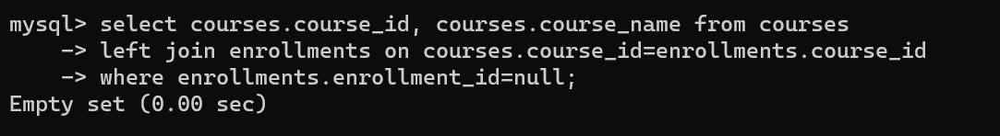 mysql> select courses.course_id, courses.course_name from courses
    -> left join enrollments on courses.course_id=enrollments.course_id
    -> where enrollments.enrollment_id=null;
Empty set (0.00 sec)